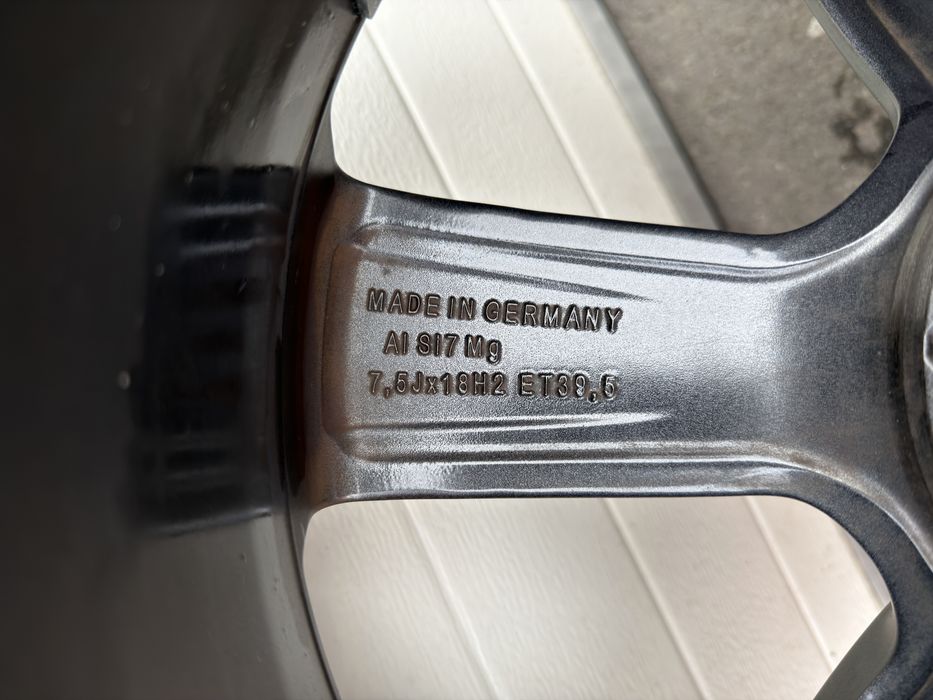 MADE IN GERMANY
Al SI7 Mg
7,5Jx18H2 ET39,5